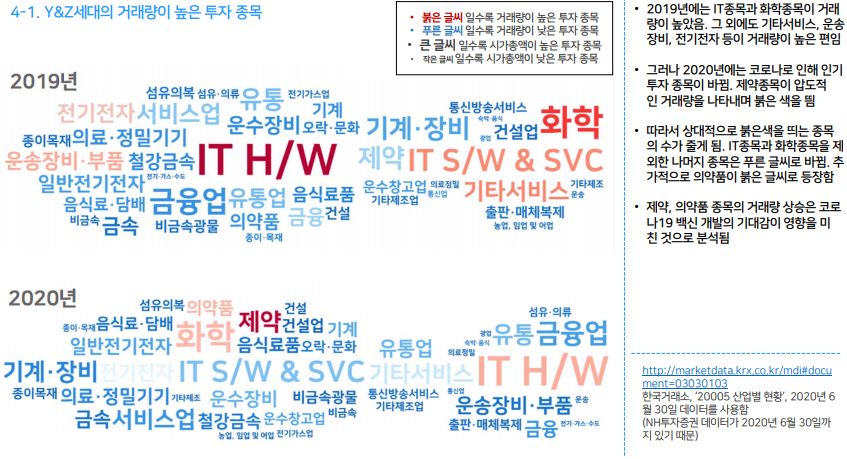 4-1. Y&Z세대의 거래량이 높은 투자 종목
• 붉은 글씨 일수록 거래량이 높은 투자 종목
• 푸른 글씨 일수록 거래량이 낮은 투자 종목
• 큰 글씨 일수록 시가총액이 높은 투자 종목
• 작은 글씨 일수록 시가총액이 낮은 투자 종목
2019년
섬유의복 섬유·의류 유통 전기가스업
전기전자 서비스업 기계
운수장비 오락·문화
종이목재 의료·정밀기기
운송장비·부품 철강금속 IT H/W
일반전기전자 전기·가스·수도
음식료·담배 금융업 유통업 음식료품
비금속 금속 비금속광물 의약품 금융 건설
종이·목재
통신방송서비스
숙박·음식
기계·장비 광업 건설업 화학
제약 IT S/W & SVC
운수창고업 의료정밀 기타서비스 기타제조
기타제조업 통신업 운송
출판·매체복제
농업, 임업 및 어업
2020년
섬유의복 의약품 건설
종이·목재 음식료·담배 화학 제약 건설업 기계
일반전기전자 음식료품 오락·문화
기계·장비 전기전자 IT S/W & SVC
종이목재 의료·정밀기기 기타제조 운수장비 비금속광물
금속 서비스업 철강금속 운수창고업 비금속
농업, 임업 및 어업 전기가스업
섬유·의류
유통업 숙박·음식 광업 유통 금융업
의료정밀
기타서비스 IT H/W
통신방송서비스 통신업
기타제조업 운송장비·부품 운송
출판·매체복제 금융 전기·가스·수도
• 2019년에는 IT종목과 화학종목이 거래
량이 높았음. 그 외에도 기타서비스, 운송
장비, 전기전자 등이 거래량이 높은 편임
• 그러나 2020년에는 코로나로 인해 인기
투자 종목이 바뀜. 제약종목이 압도적
인 거래량을 나타내며 붉은 색을 띔
• 따라서 상대적으로 붉은색을 띄는 종목
의 수가 줄게 됨. IT종목과 화학종목을 제
외한 나머지 종목은 푸른 글씨로 바뀜. 추
가적으로 의약품이 붉은 글씨로 등장함
• 제약, 의약품 종목의 거래량 상승은 코로
나19 백신 개발의 기대감이 영향을 미
친 것으로 분석됨
http://marketdata.krx.co.kr/mdi#docu
ment=03030103
한국거래소, '20005 산업별 현황', 2020년 6
월 30일 데이터를 사용함
(NH투자증권 데이터가 2020년 6월 30일까
지 있기 때문)